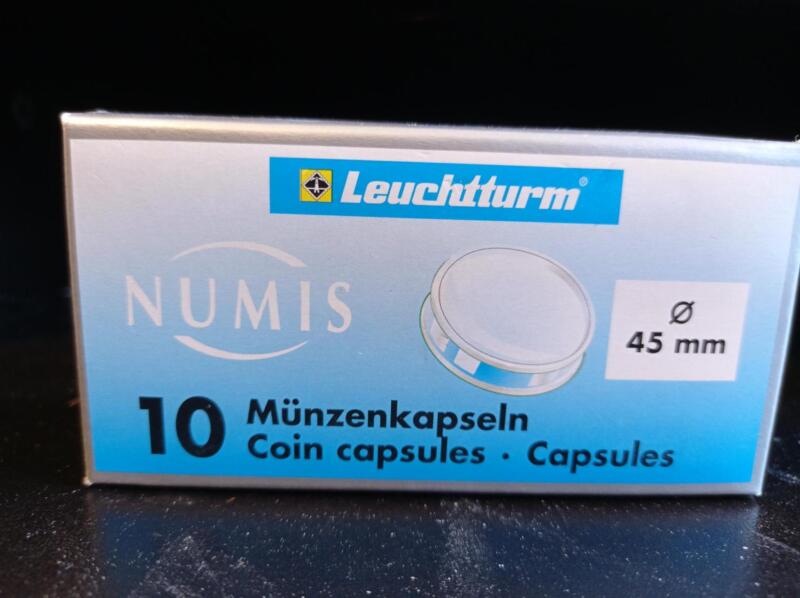 Leuchtturm®
NUMIS
Ø
45 mm
10 Münzenkapseln
Coin capsules · Capsules